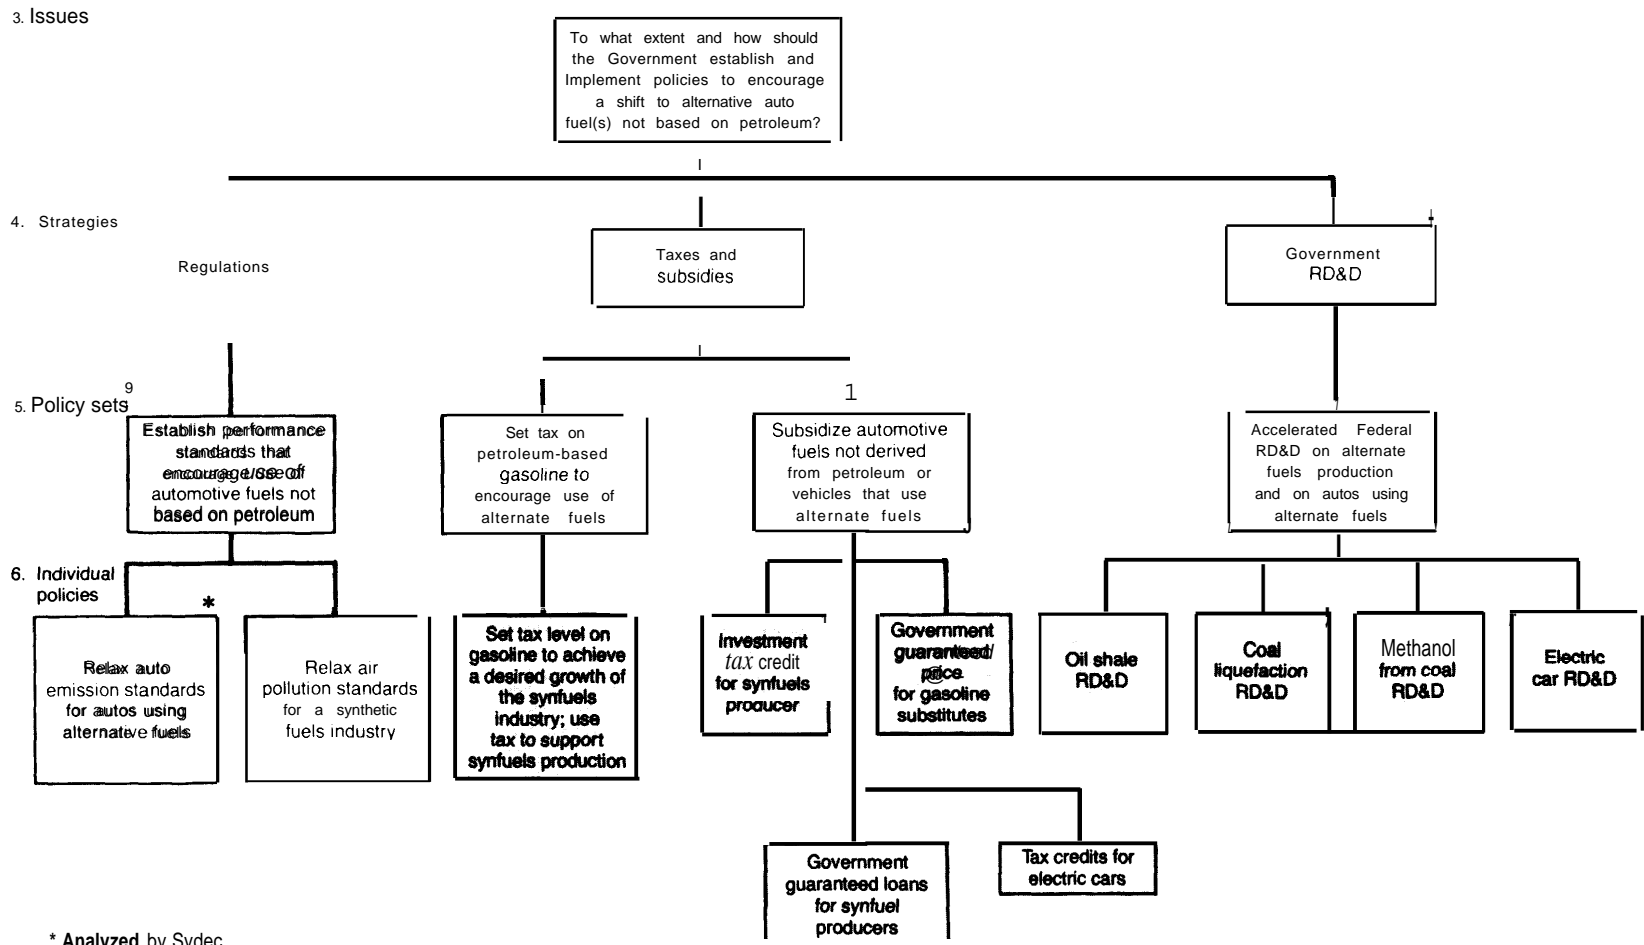 3. Issues
To what extent and how should
the Government establish and
Implement policies to encourage
a shift to alternative auto
fuel(s) not based on petroleum?
4. Strategies
Regulations
Taxes and
subsidies
Government
RD&D
9
5. Policy sets
1
Establish performance
standards that
encourage use of
automotive fuels not
based on petroleum
Set tax on
petroleum-based
gasoline to
encourage use of
alternate fuels
Subsidize automotive
fuels not derived
from petroleum or
vehicles that use
alternate fuels
Accelerated Federal
RD&D on alternate
fuels production
and on autos using
alternate fuels
6. Individual
policies
*
Relax auto
emission standards
for autos using
alternative fuels
Relax air
pollution standards
for a synthetic
fuels industry
Set tax level on
gasoline to achieve
a desired growth of
the synfuels
industry; use
tax to support
synfuels production
Investment
tax credit
for synfuels
producer
Government
guaranteed
price
for gasoline
substitutes
Oil shale
RD&D
Coal
liquefaction
RD&D
Methanol
from coal
RD&D
Electric
car RD&D
Government
guaranteed loans
for synfuel
producers
Tax credits for
electric cars
* Analyzed by Sydec